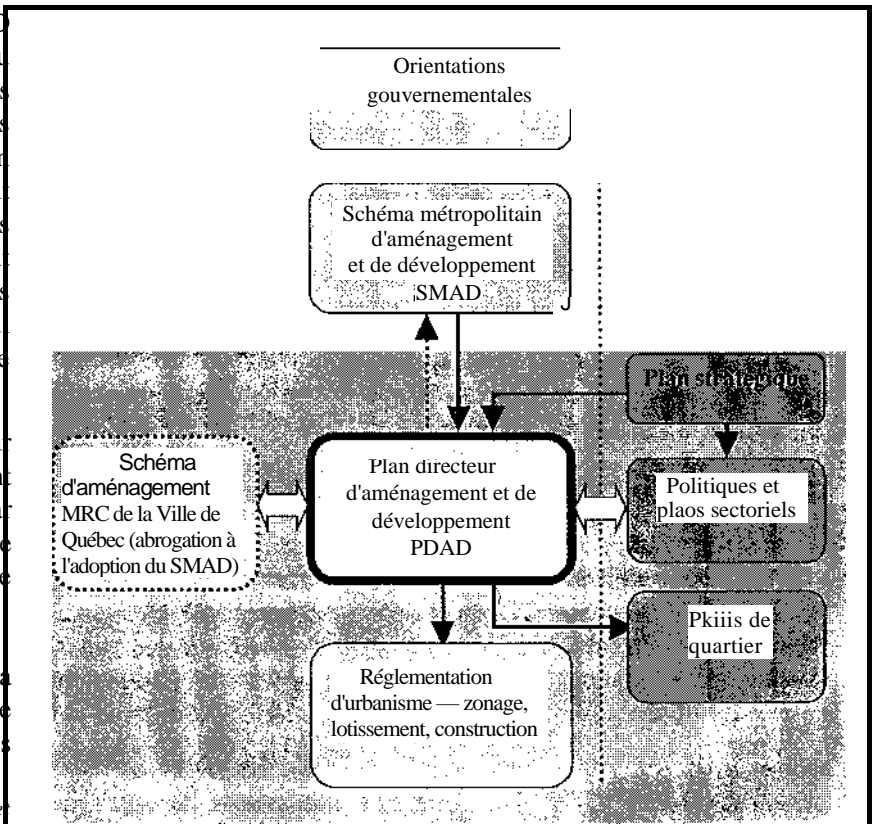 Orientations
gouvernementales
Schéma métropolitain
d'aménagement
et de développement
SMAD
Plan stratégique
Schéma
d'aménagement
MRC de la Ville de
Québec (abrogation à
l'adoption du SMAD)
Plan directeur
d'aménagement et de
développement
PDAD
Politiques et
plaos sectoriels
Pkiiis de
quartier
Réglementation
d'urbanisme — zonage,
lotissement, construction